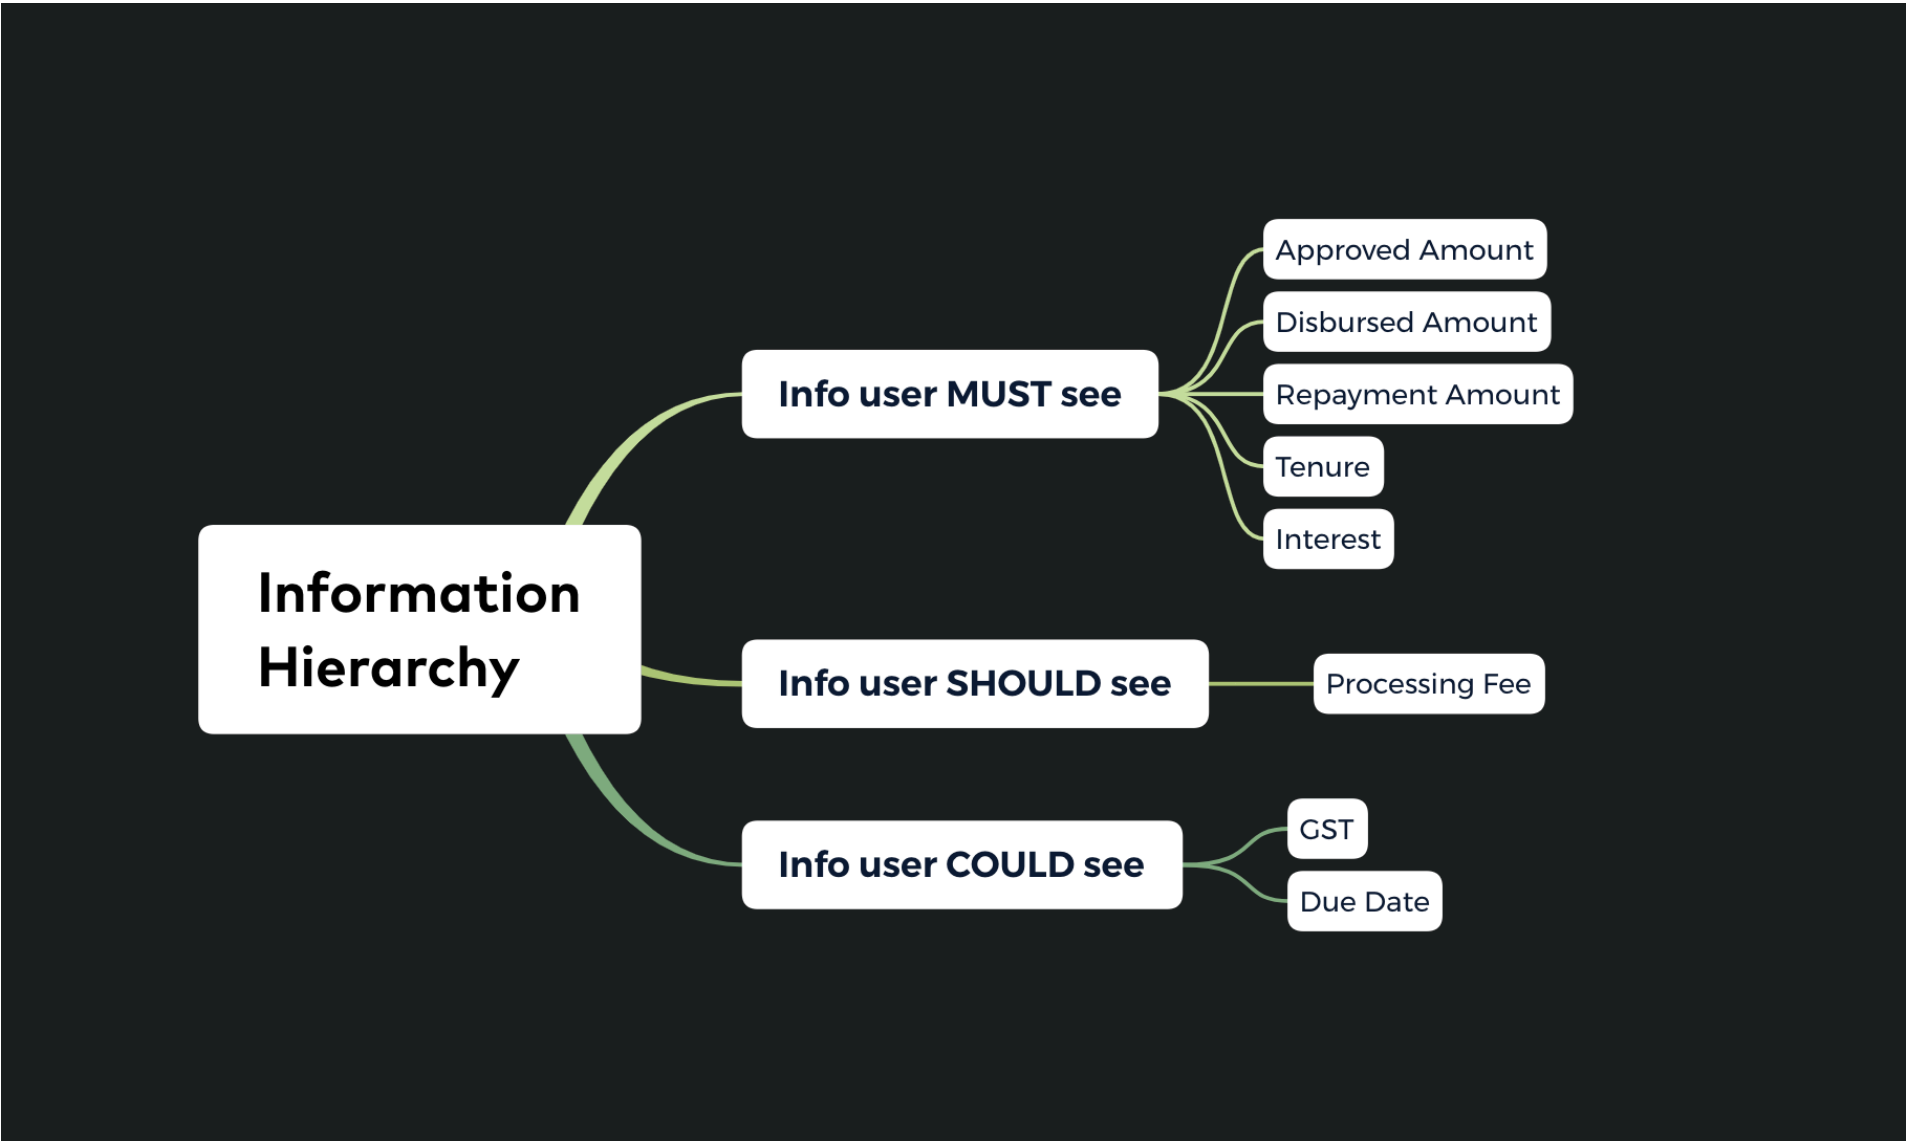 Information
Hierarchy
Info user MUST see
Approved Amount
Disbursed Amount
Repayment Amount
Tenure
Interest
Info user SHOULD see
Processing Fee
Info user COULD see
GST
Due Date